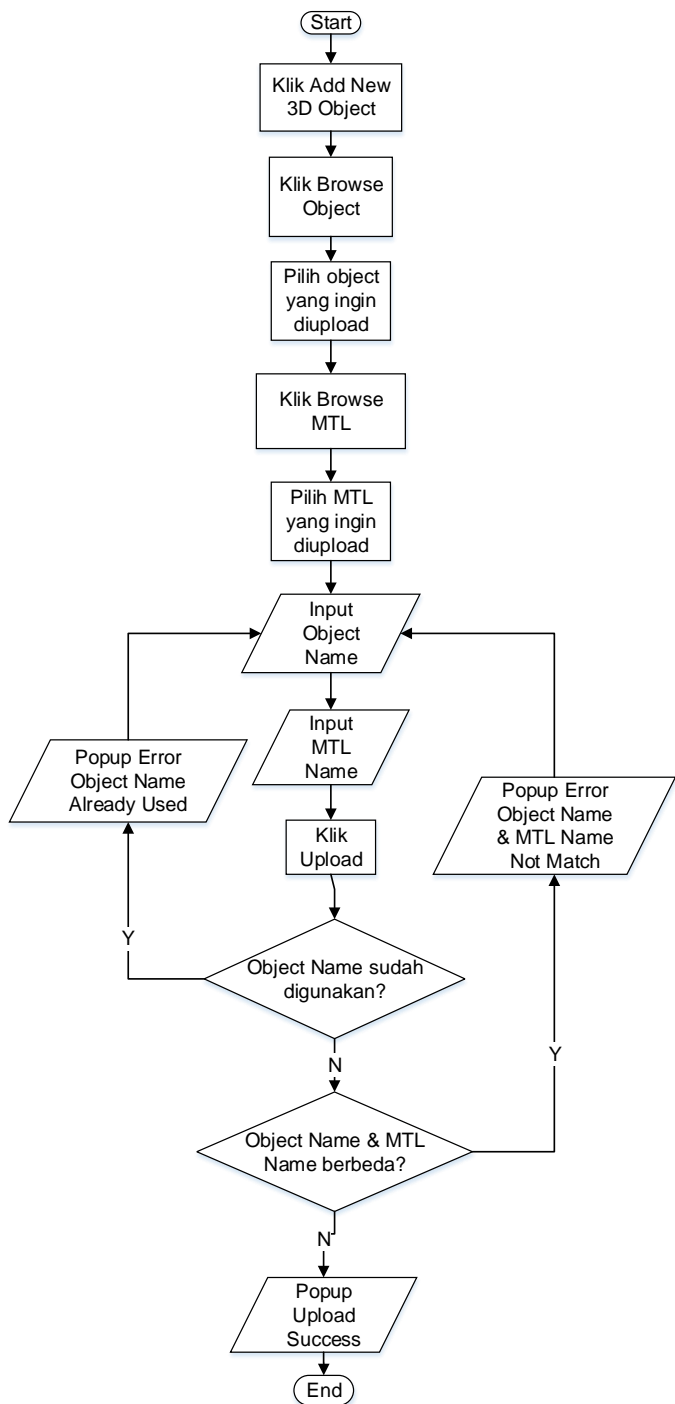 Start
Klik Add New
3D Object
Klik Browse
Object
Pilih object
yang ingin
diupload
Klik Browse
MTL
Pilih MTL
yang ingin
diupload
Input
Object
Name
Input
MTL
Name
Popup Error
Object Name
Already Used
Popup Error
Object Name
& MTL Name
Not Match
Klik
Upload
Y
Object Name sudah
digunakan?
N
Y
Object Name & MTL
Name berbeda?
N
Popup
Upload
Success
End